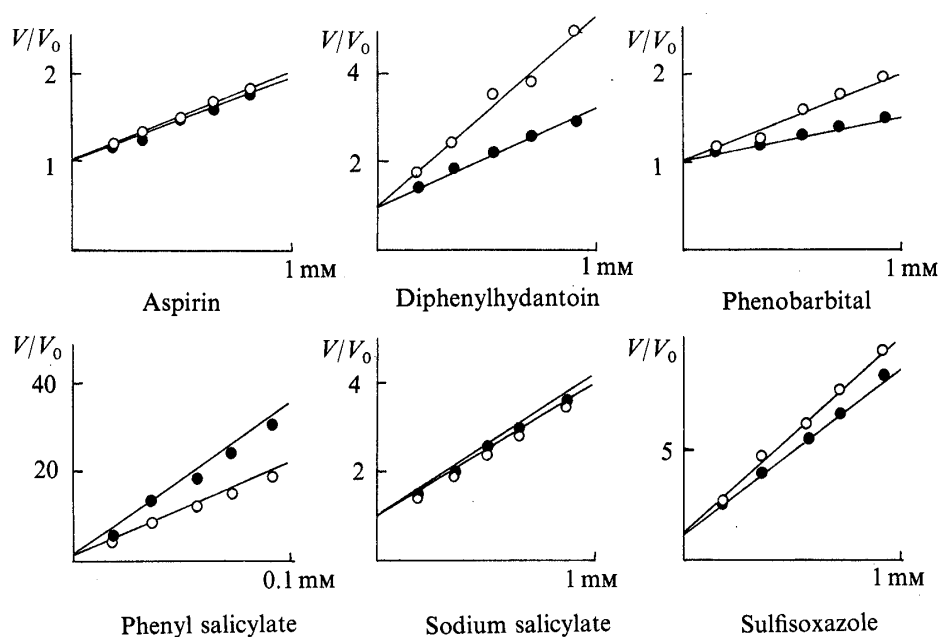 V/V₀
2
1
1 mM
Aspirin
V/V₀
4
2
1 mM
Diphenylhydantoin
V/V₀
2
1
1 mM
Phenobarbital
V/V₀
40
20
0.1 mM
Phenyl salicylate
V/V₀
4
2
1 mM
Sodium salicylate
V/V₀
5
1 mM
Sulfisoxazole